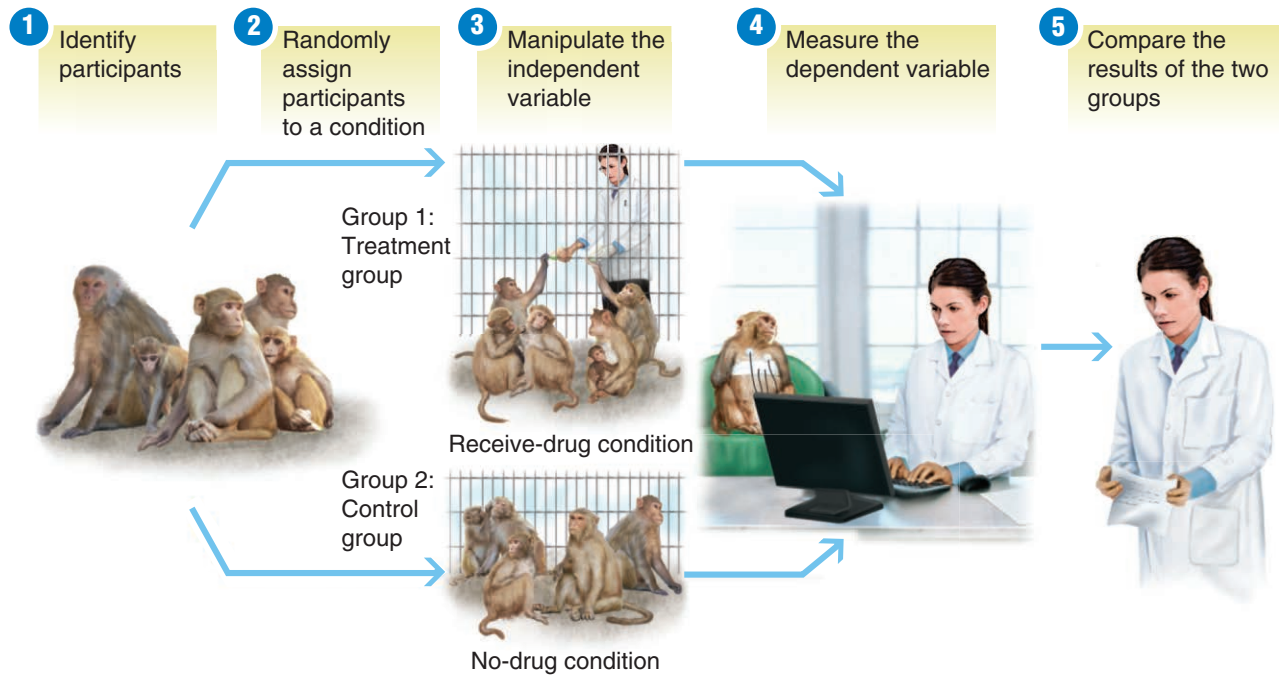 1
Identify
participants
2
Randomly
assign
participants
to a condition
3
Manipulate the
independent
variable
4
Measure the
dependent variable
5
Compare the
results of the two
groups
Group 1:
Treatment
group
Receive-drug condition
Group 2:
Control
group
No-drug condition